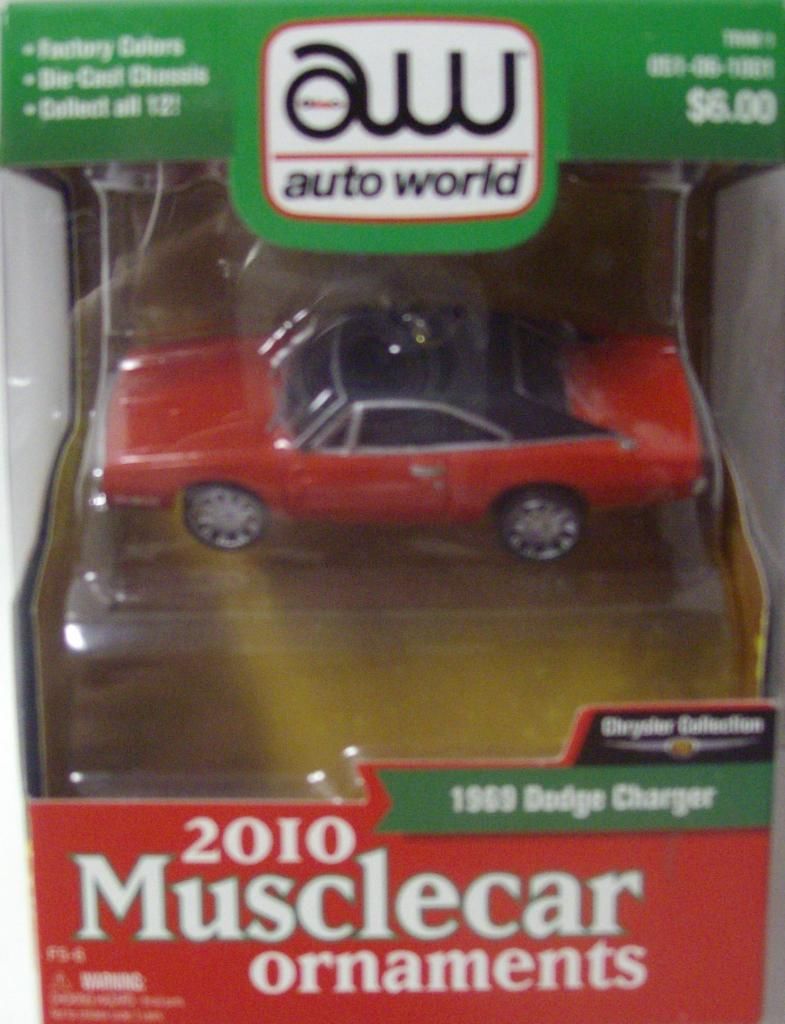 • Factory Colors
• Die-Cast Chassis
• Collect all 12!
aw
auto world
$6.00
Chrysler Collection
1969 Dodge Charger
2010
Musclecar
ornaments
WARNING: